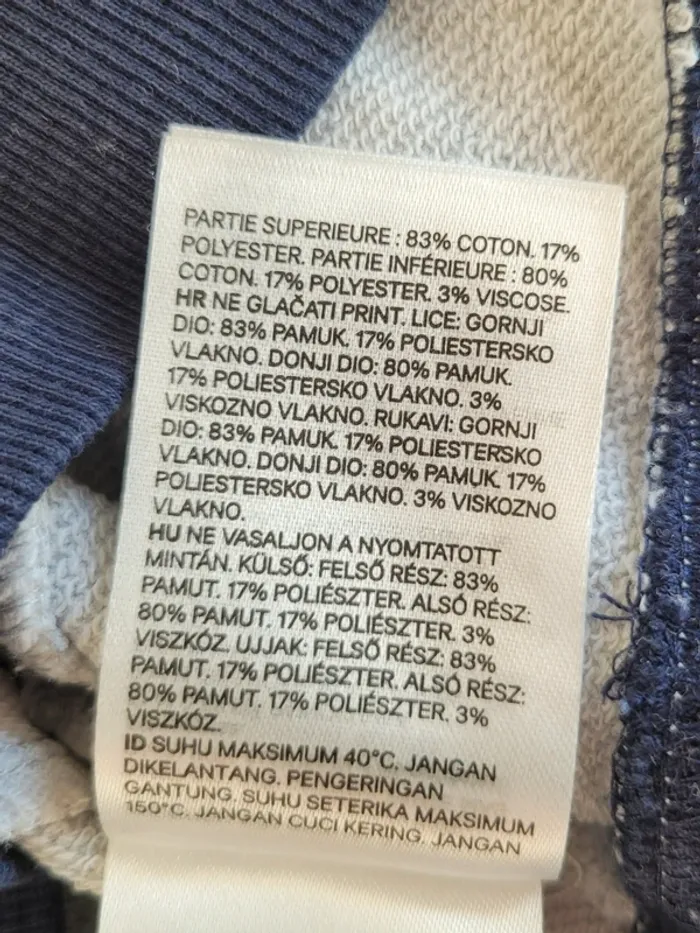 PARTIE SUPERIEURE : 83% COTON. 17%
POLYESTER. PARTIE INFÉRIEURE : 80%
COTON. 17% POLYESTER. 3% VISCOSE.
HR NE GLAČATI PRINT. LICE: GORNJI
DIO: 83% PAMUK. 17% POLIESTERSKO
VLAKNO. DONJI DIO: 80% PAMUK.
17% POLIESTERSKO VLAKNO. 3%
VISKOZNO VLAKNO. RUKAVI: GORNJI
DIO: 83% PAMUK. 17% POLIESTERSKO
VLAKNO. DONJI DIO: 80% PAMUK. 17%
POLIESTERSKO VLAKNO. 3% VISKOZNO
VLAKNO.
HU NE VASALJON A NYOMTATOTT
MINTÁN. KÜLSŐ: FELSŐ RÉSZ: 83%
PAMUT. 17% POLIÉSZTER. ALSÓ RÉSZ:
80% PAMUT. 17% POLIÉSZTER. 3%
VISZKÓZ. UJJAK: FELSŐ RÉSZ: 83%
PAMUT. 17% POLIÉSZTER. ALSÓ RÉSZ:
80% PAMUT. 17% POLIÉSZTER. 3%
VISZKÓZ.
ID SUHU MAKSIMUM 40°C. JANGAN
DIKELANTANG. PENGERINGAN
GANTUNG. SUHU SETERIKA MAKSIMUM
150°C. JANGAN CUCI KERING. JANGAN